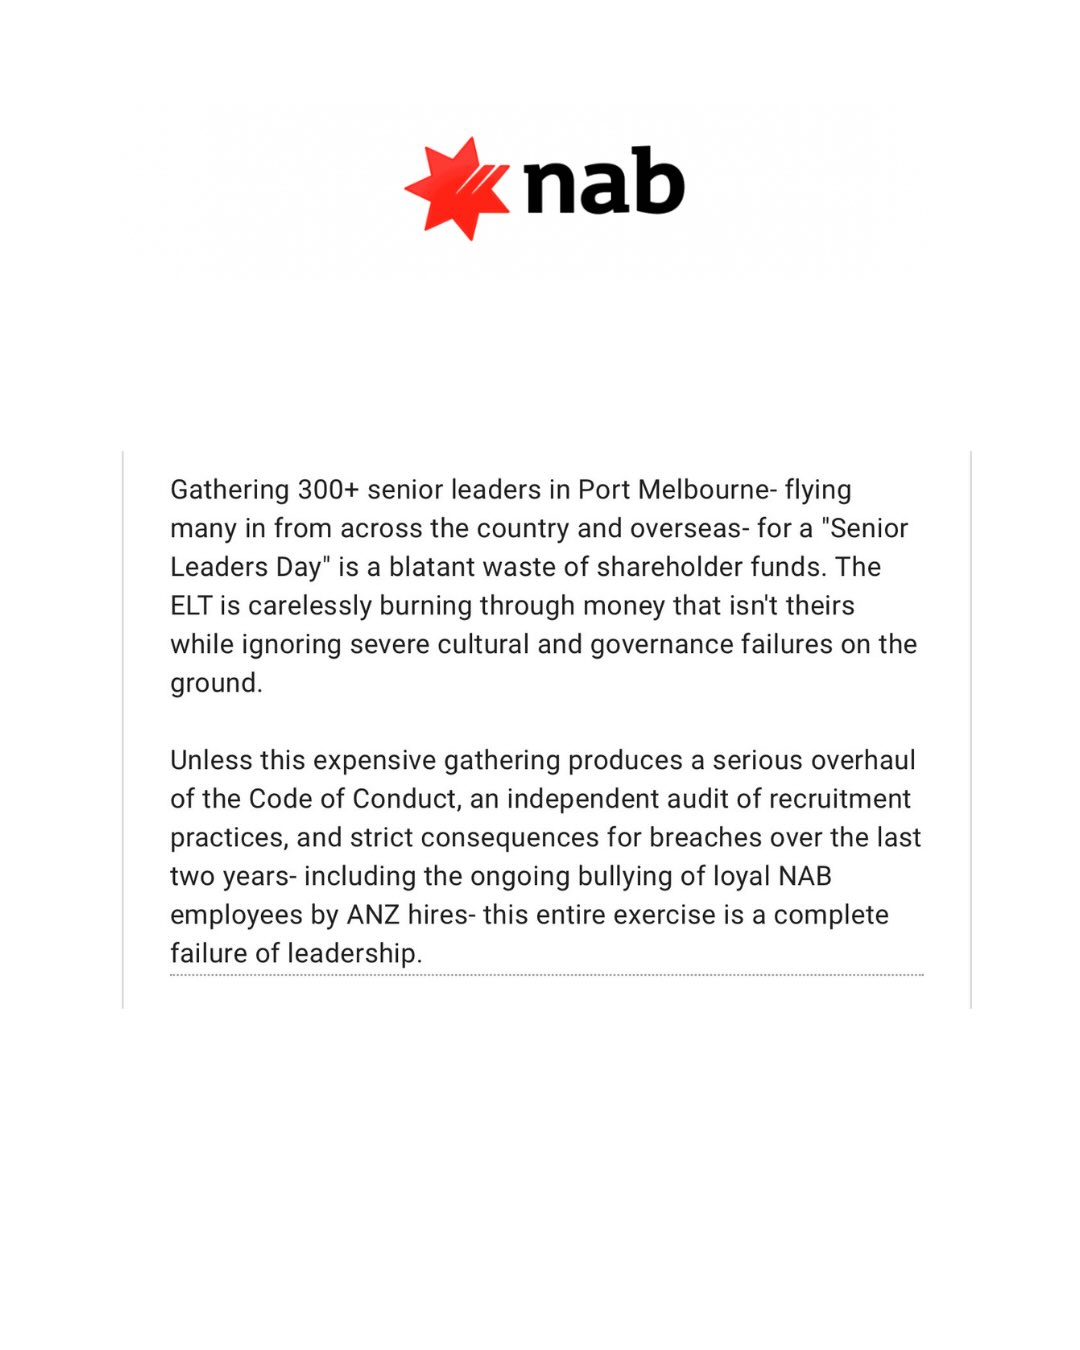 nab
Gathering 300+ senior leaders in Port Melbourne- flying
many in from across the country and overseas- for a "Senior
Leaders Day" is a blatant waste of shareholder funds. The
ELT is carelessly burning through money that isn't theirs
while ignoring severe cultural and governance failures on the
ground.
Unless this expensive gathering produces a serious overhaul
of the Code of Conduct, an independent audit of recruitment
practices, and strict consequences for breaches over the last
two years- including the ongoing bullying of loyal NAB
employees by ANZ hires- this entire exercise is a complete
failure of leadership.